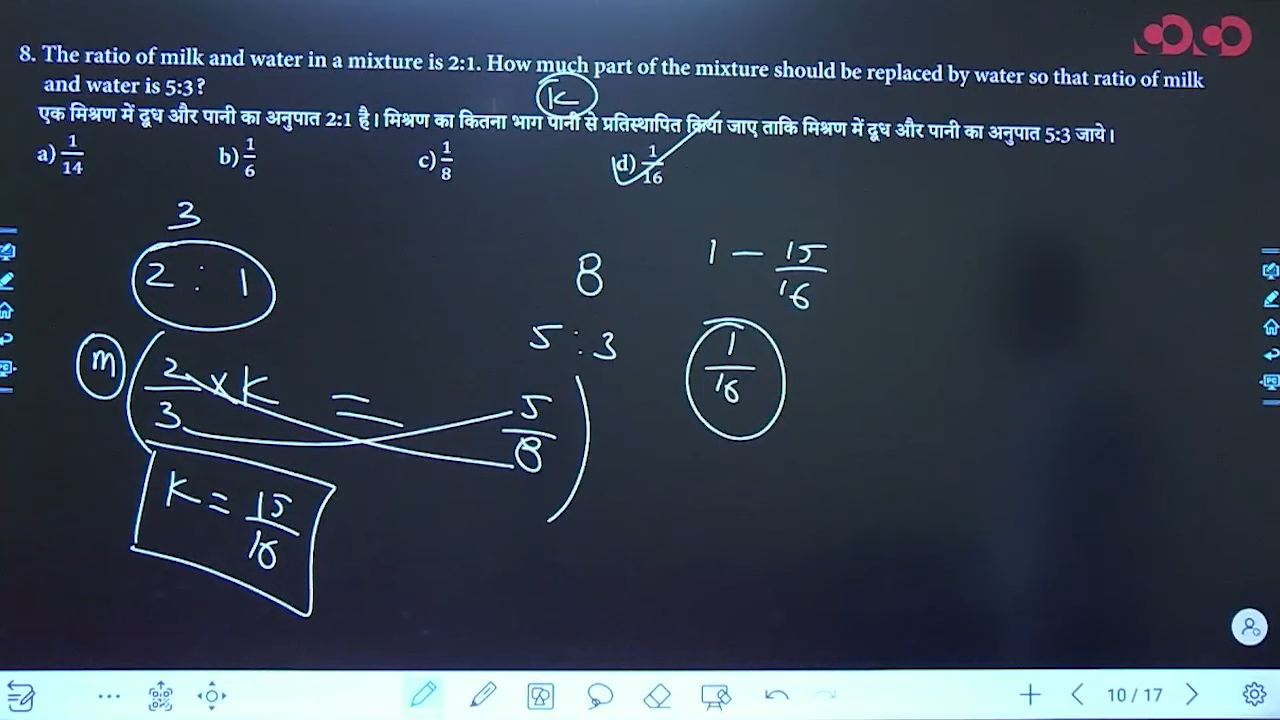 8. The ratio of milk and water in a mixture is 2:1. How much part of the mixture should be replaced by water so that ratio of milk
and water is 5:3?
K
एक मिश्रण में दूध और पानी का अनुपात 2:1 है। मिश्रण का कितना भाग पानी से प्रतिस्थापित किया जाए ताकि मिश्रण में दूध और पानी का अनुपात 5:3 जाये।
a) 1/14 b) 1/6 c) 1/8 d) 1/16
3
2 : 1
8
5 : 3
1 - 15/16
1/16
m 2/3 × K = 5/8
K = 15/16
10 / 17